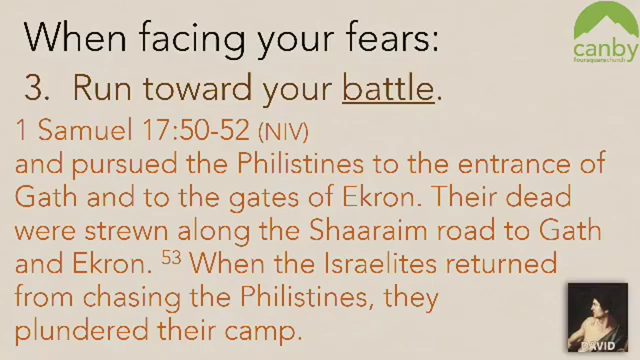 When facing your fears:
canby
foursquare church
3. Run toward your battle.
1 Samuel 17:50-52 (NIV)
and pursued the Philistines to the entrance of
Gath and to the gates of Ekron. Their dead
were strewn along the Shaaraim road to Gath
and Ekron. 53 When the Israelites returned
from chasing the Philistines, they
plundered their camp.
DAVID